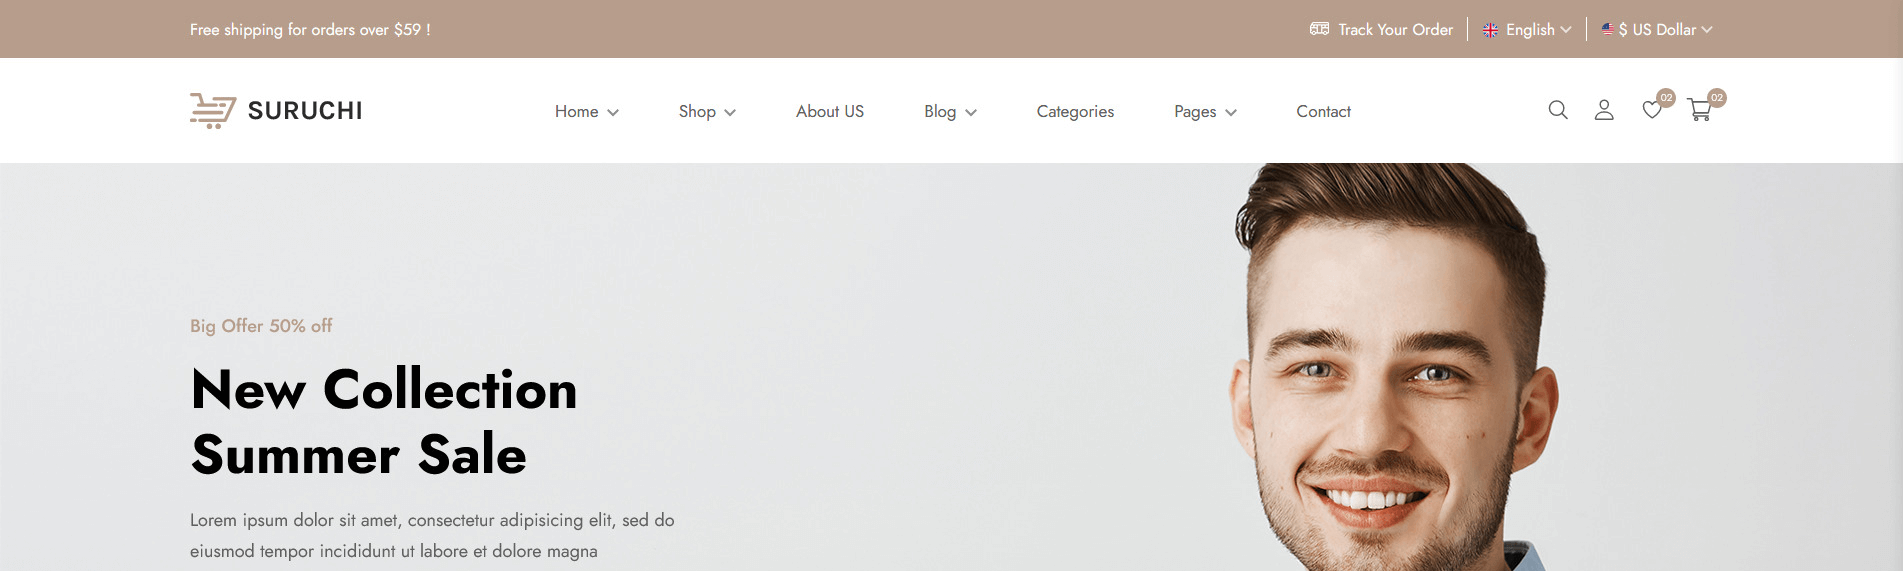 Free shipping for orders over $59 !
Track Your Order
English
$ US Dollar
SURUCHI
Home
Shop
About US
Blog
Categories
Pages
Contact
02
02
Big Offer 50% off
New Collection
Summer Sale
Lorem ipsum dolor sit amet, consectetur adipisicing elit, sed do
eiusmod tempor incididunt ut labore et dolore magna